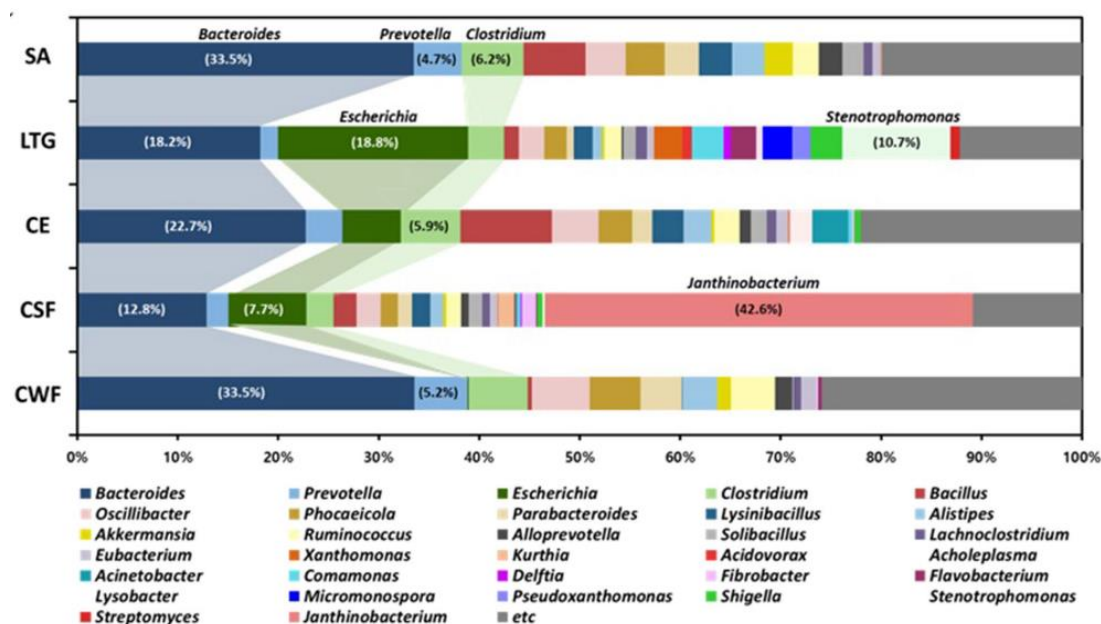 Bacteroides Prevotella Clostridium
SA (33.5%) (4.7%) (6.2%)
Escherichia Stenotrophomonas
LTG (18.2%) (18.8%) (10.7%)
CE (22.7%) (5.9%)
Janthinobacterium
CSF (12.8%) (7.7%) (42.6%)
CWF (33.5%) (5.2%)
0% 10% 20% 30% 40% 50% 60% 70% 80% 90% 100%
Bacteroides Prevotella Escherichia Clostridium Bacillus
Oscillibacter Phocaeicola Parabacteroides Lysinibacillus Alistipes
Akkermansia Ruminococcus Alloprevotella Solibacillus Lachnoclostridium
Eubacterium Xanthomonas Kurthia Acidovorax Acholeplasma
Acinetobacter Comamonas Delftia Fibrobacter Flavobacterium
Lysobacter Micromonospora Pseudoxanthomonas Shigella Stenotrophomonas
Streptomyces Janthinobacterium etc